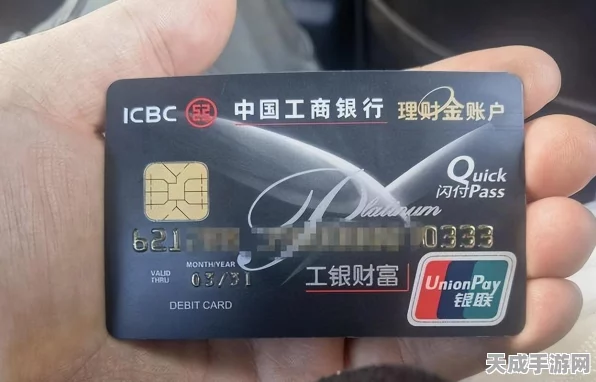 ICBC 中国工商银行 理财金账户
Quick
闪付Pass
Platinum
621 0333
MONTH/YEAR
VALID THRU 03/31
工银财富
DEBIT CARD
UnionPay
银联
天成手游网